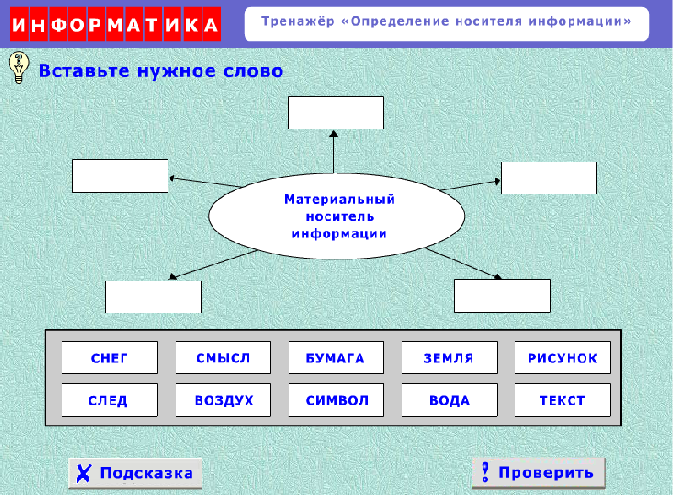 ИНФОРМАТИКА
Тренажёр «Определение носителя информации»
Вставьте нужное слово
Материальный
носитель
информации
СНЕГ СМЫСЛ БУМАГА ЗЕМЛЯ РИСУНОК
СЛЕД ВОЗДУХ СИМВОЛ ВОДА ТЕКСТ
Подсказка
Проверить